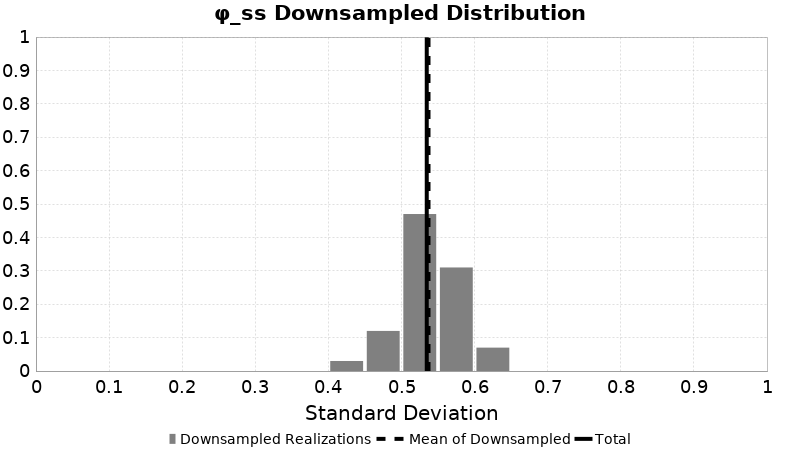 φ_ss Downsampled Distribution
1
0.9
0.8
0.7
0.6
0.5
0.4
0.3
0.2
0.1
0
0 0.1 0.2 0.3 0.4 0.5 0.6 0.7 0.8 0.9 1
Standard Deviation
Downsampled Realizations Mean of Downsampled Total